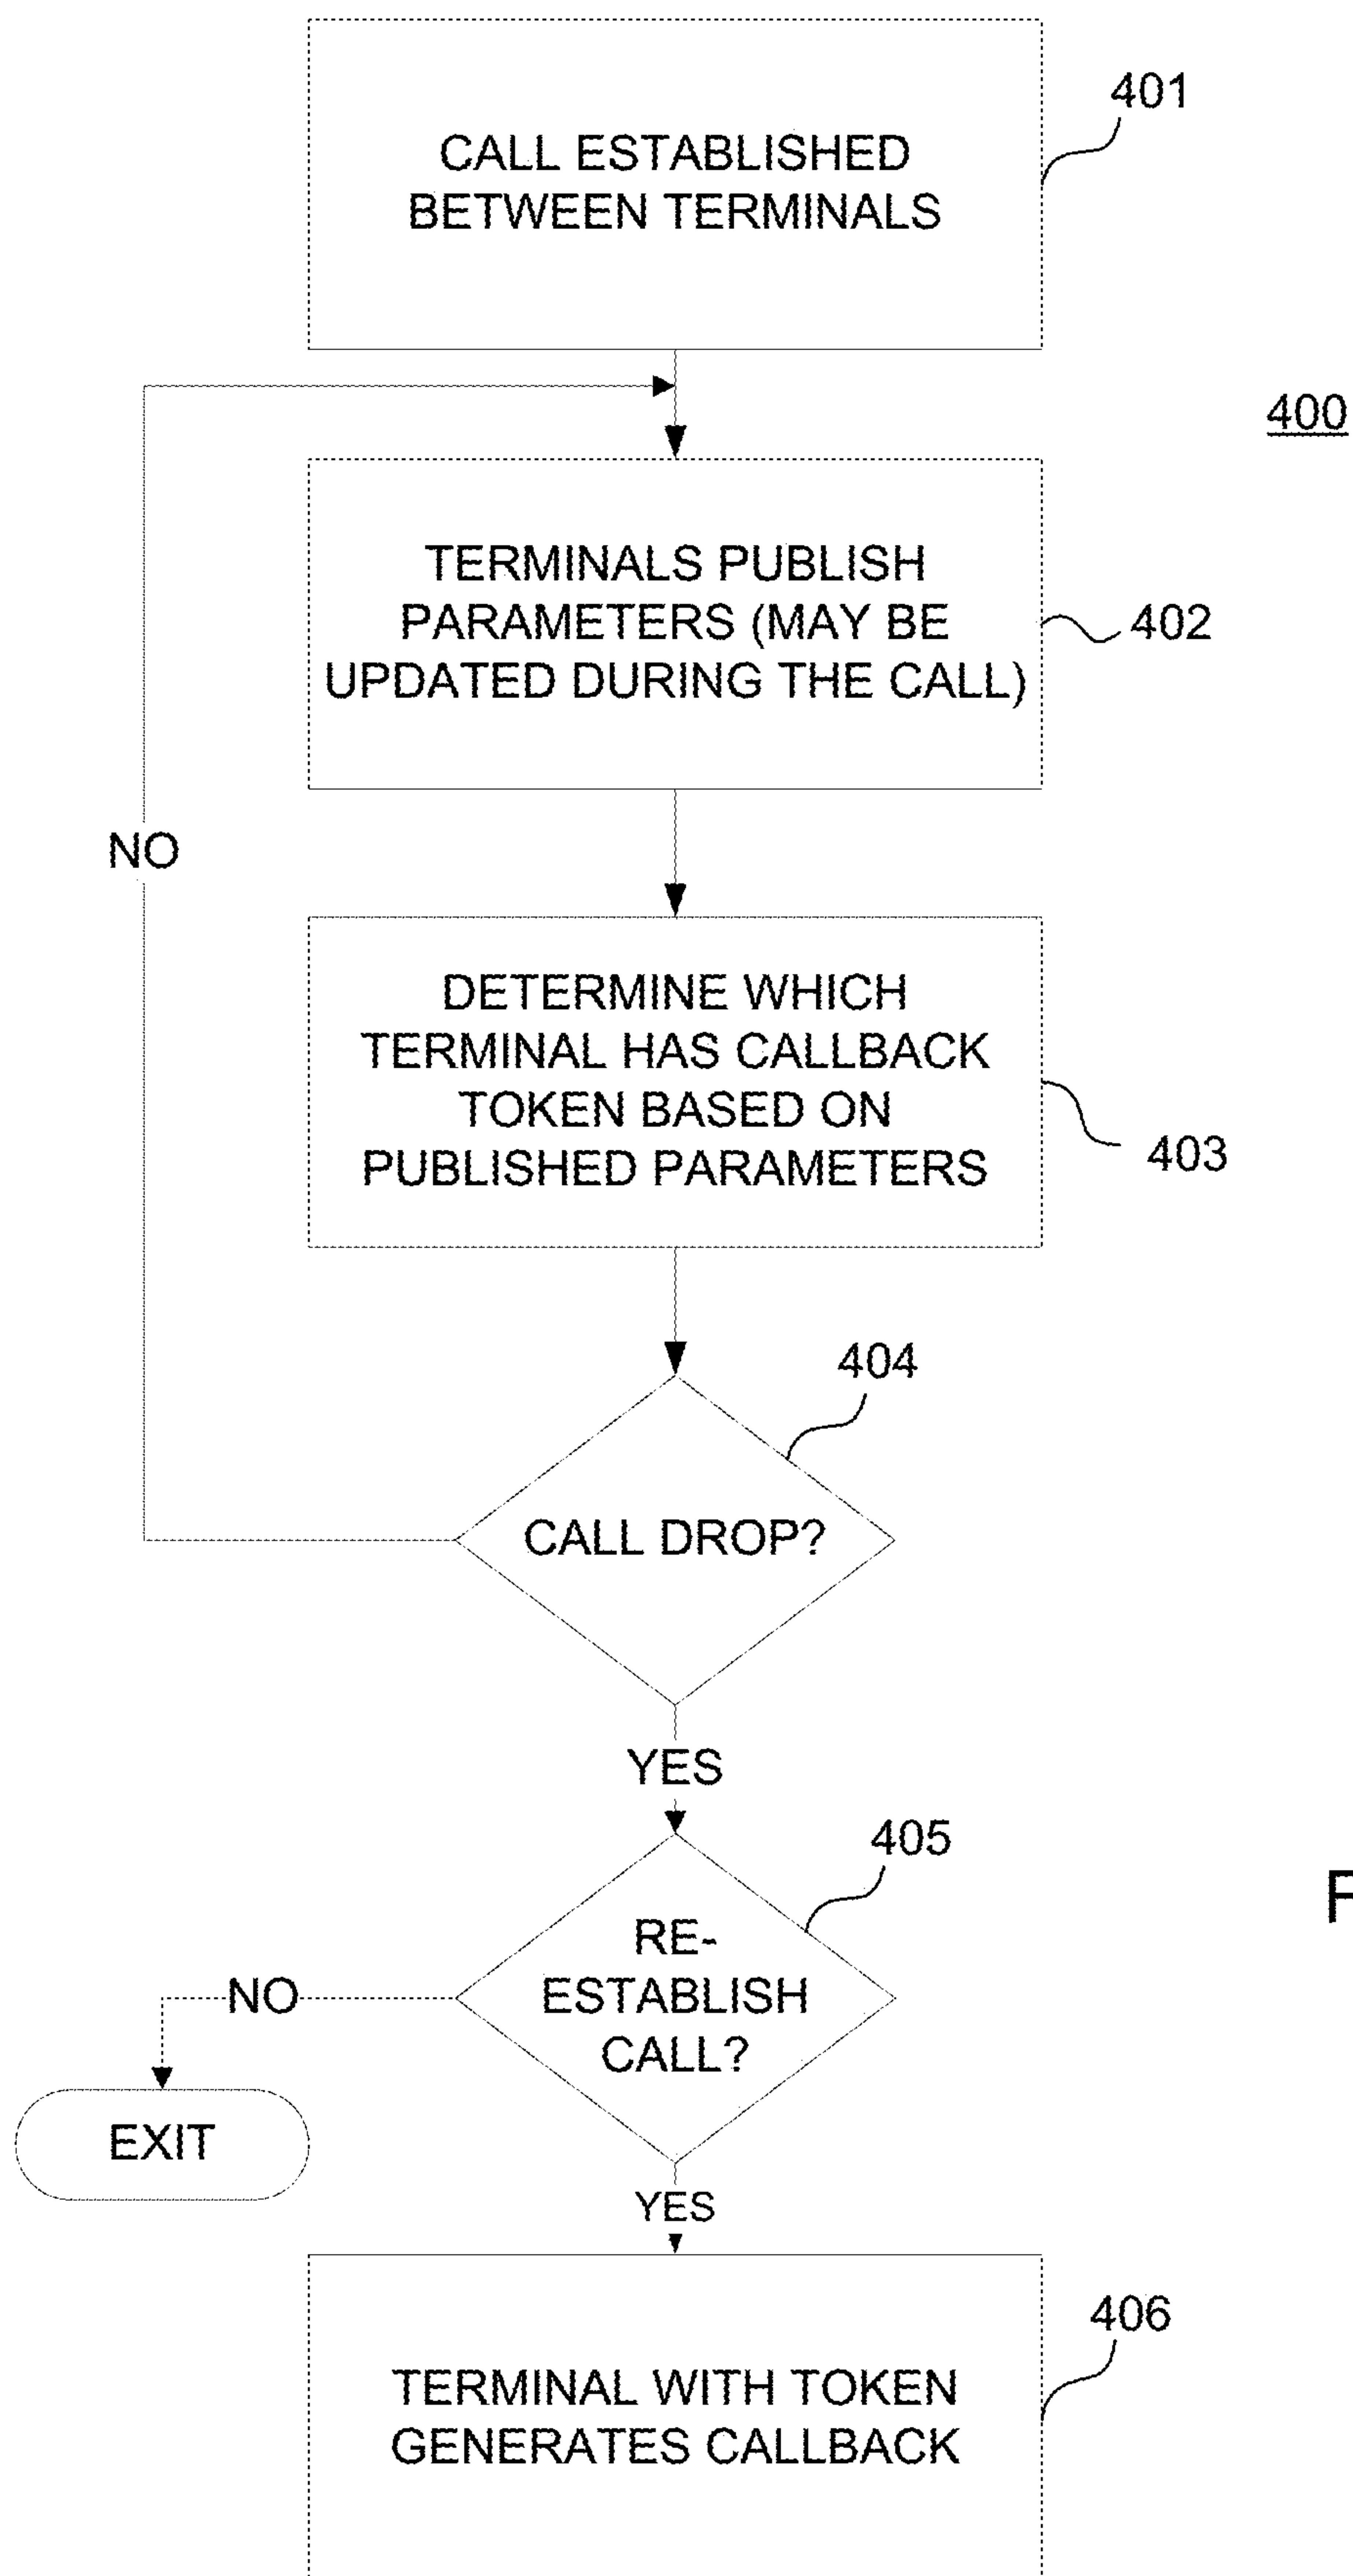 401
CALL ESTABLISHED
BETWEEN TERMINALS
400
TERMINALS PUBLISH
PARAMETERS (MAY BE
UPDATED DURING THE CALL)
402
NO
DETERMINE WHICH
TERMINAL HAS CALLBACK
TOKEN BASED ON
PUBLISHED PARAMETERS
403
404
CALL DROP?
YES
405
RE-
ESTABLISH
CALL?
NO
EXIT
YES
406
TERMINAL WITH TOKEN
GENERATES CALLBACK